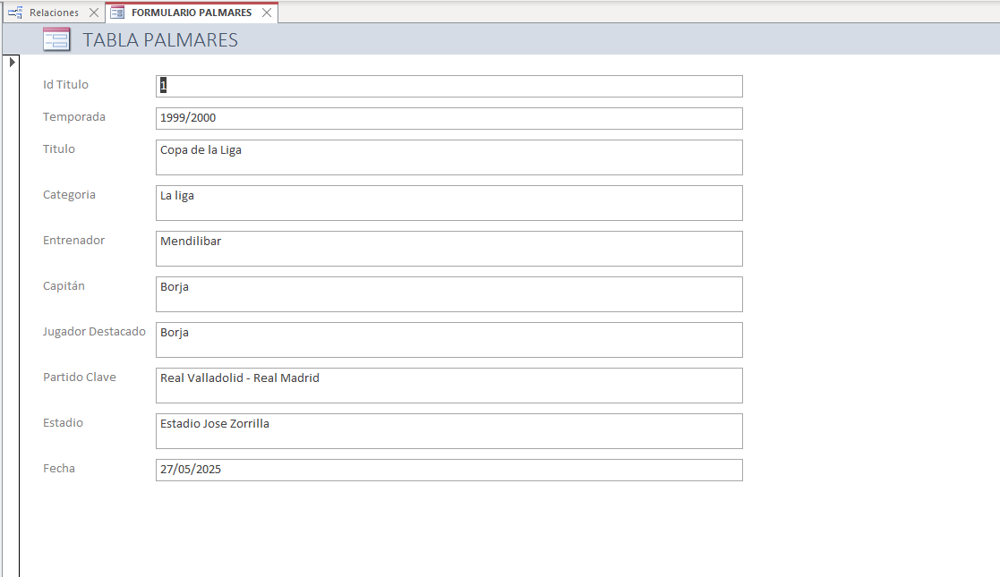 Relaciones
FORMULARIO PALMARES
TABLA PALMARES
Id Titulo 1
Temporada 1999/2000
Titulo Copa de la Liga
Categoria La liga
Entrenador Mendilibar
Capitán Borja
Jugador Destacado Borja
Partido Clave Real Valladolid - Real Madrid
Estadio Estadio Jose Zorrilla
Fecha 27/05/2025